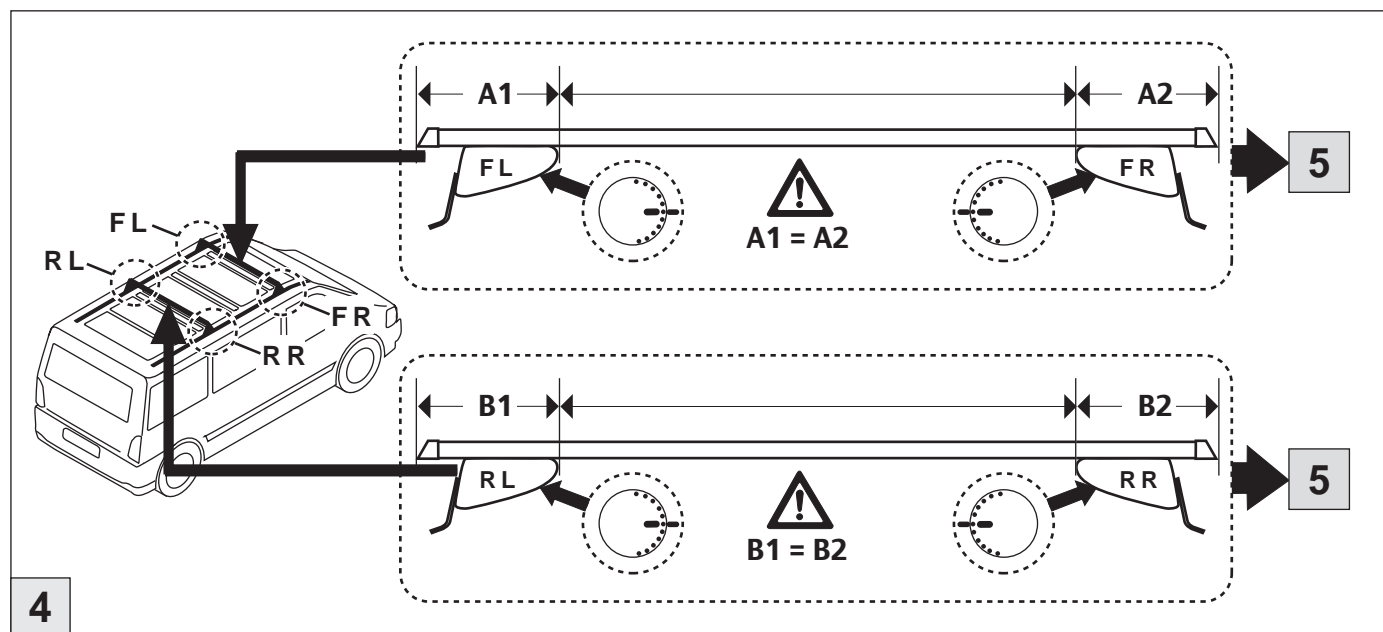 A1 A2
FL FR
5
A1 = A2
FL
RL
FR
RR
B1 B2
RL RR
5
B1 = B2
4